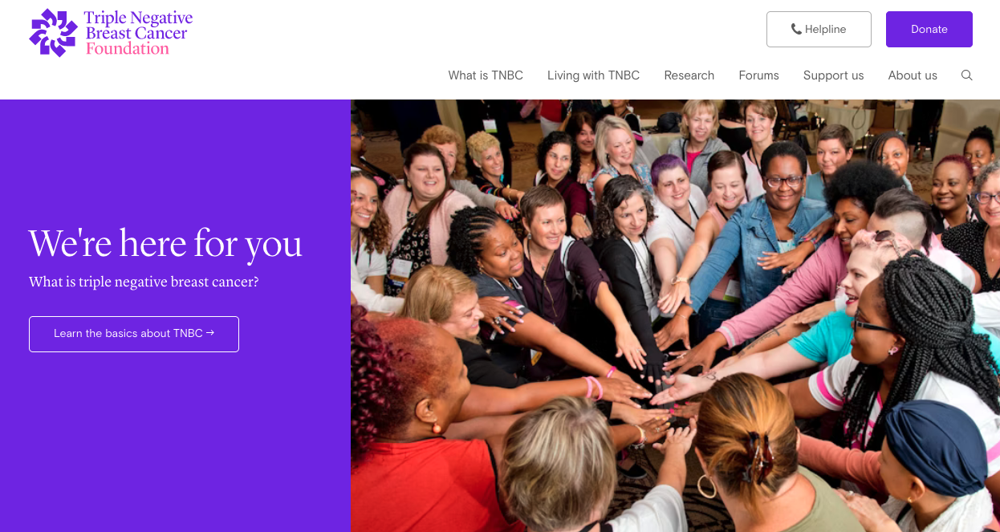 Triple Negative
Breast Cancer
Foundation
Helpline
Donate
What is TNBC
Living with TNBC
Research
Forums
Support us
About us
We're here for you
What is triple negative breast cancer?
Learn the basics about TNBC →